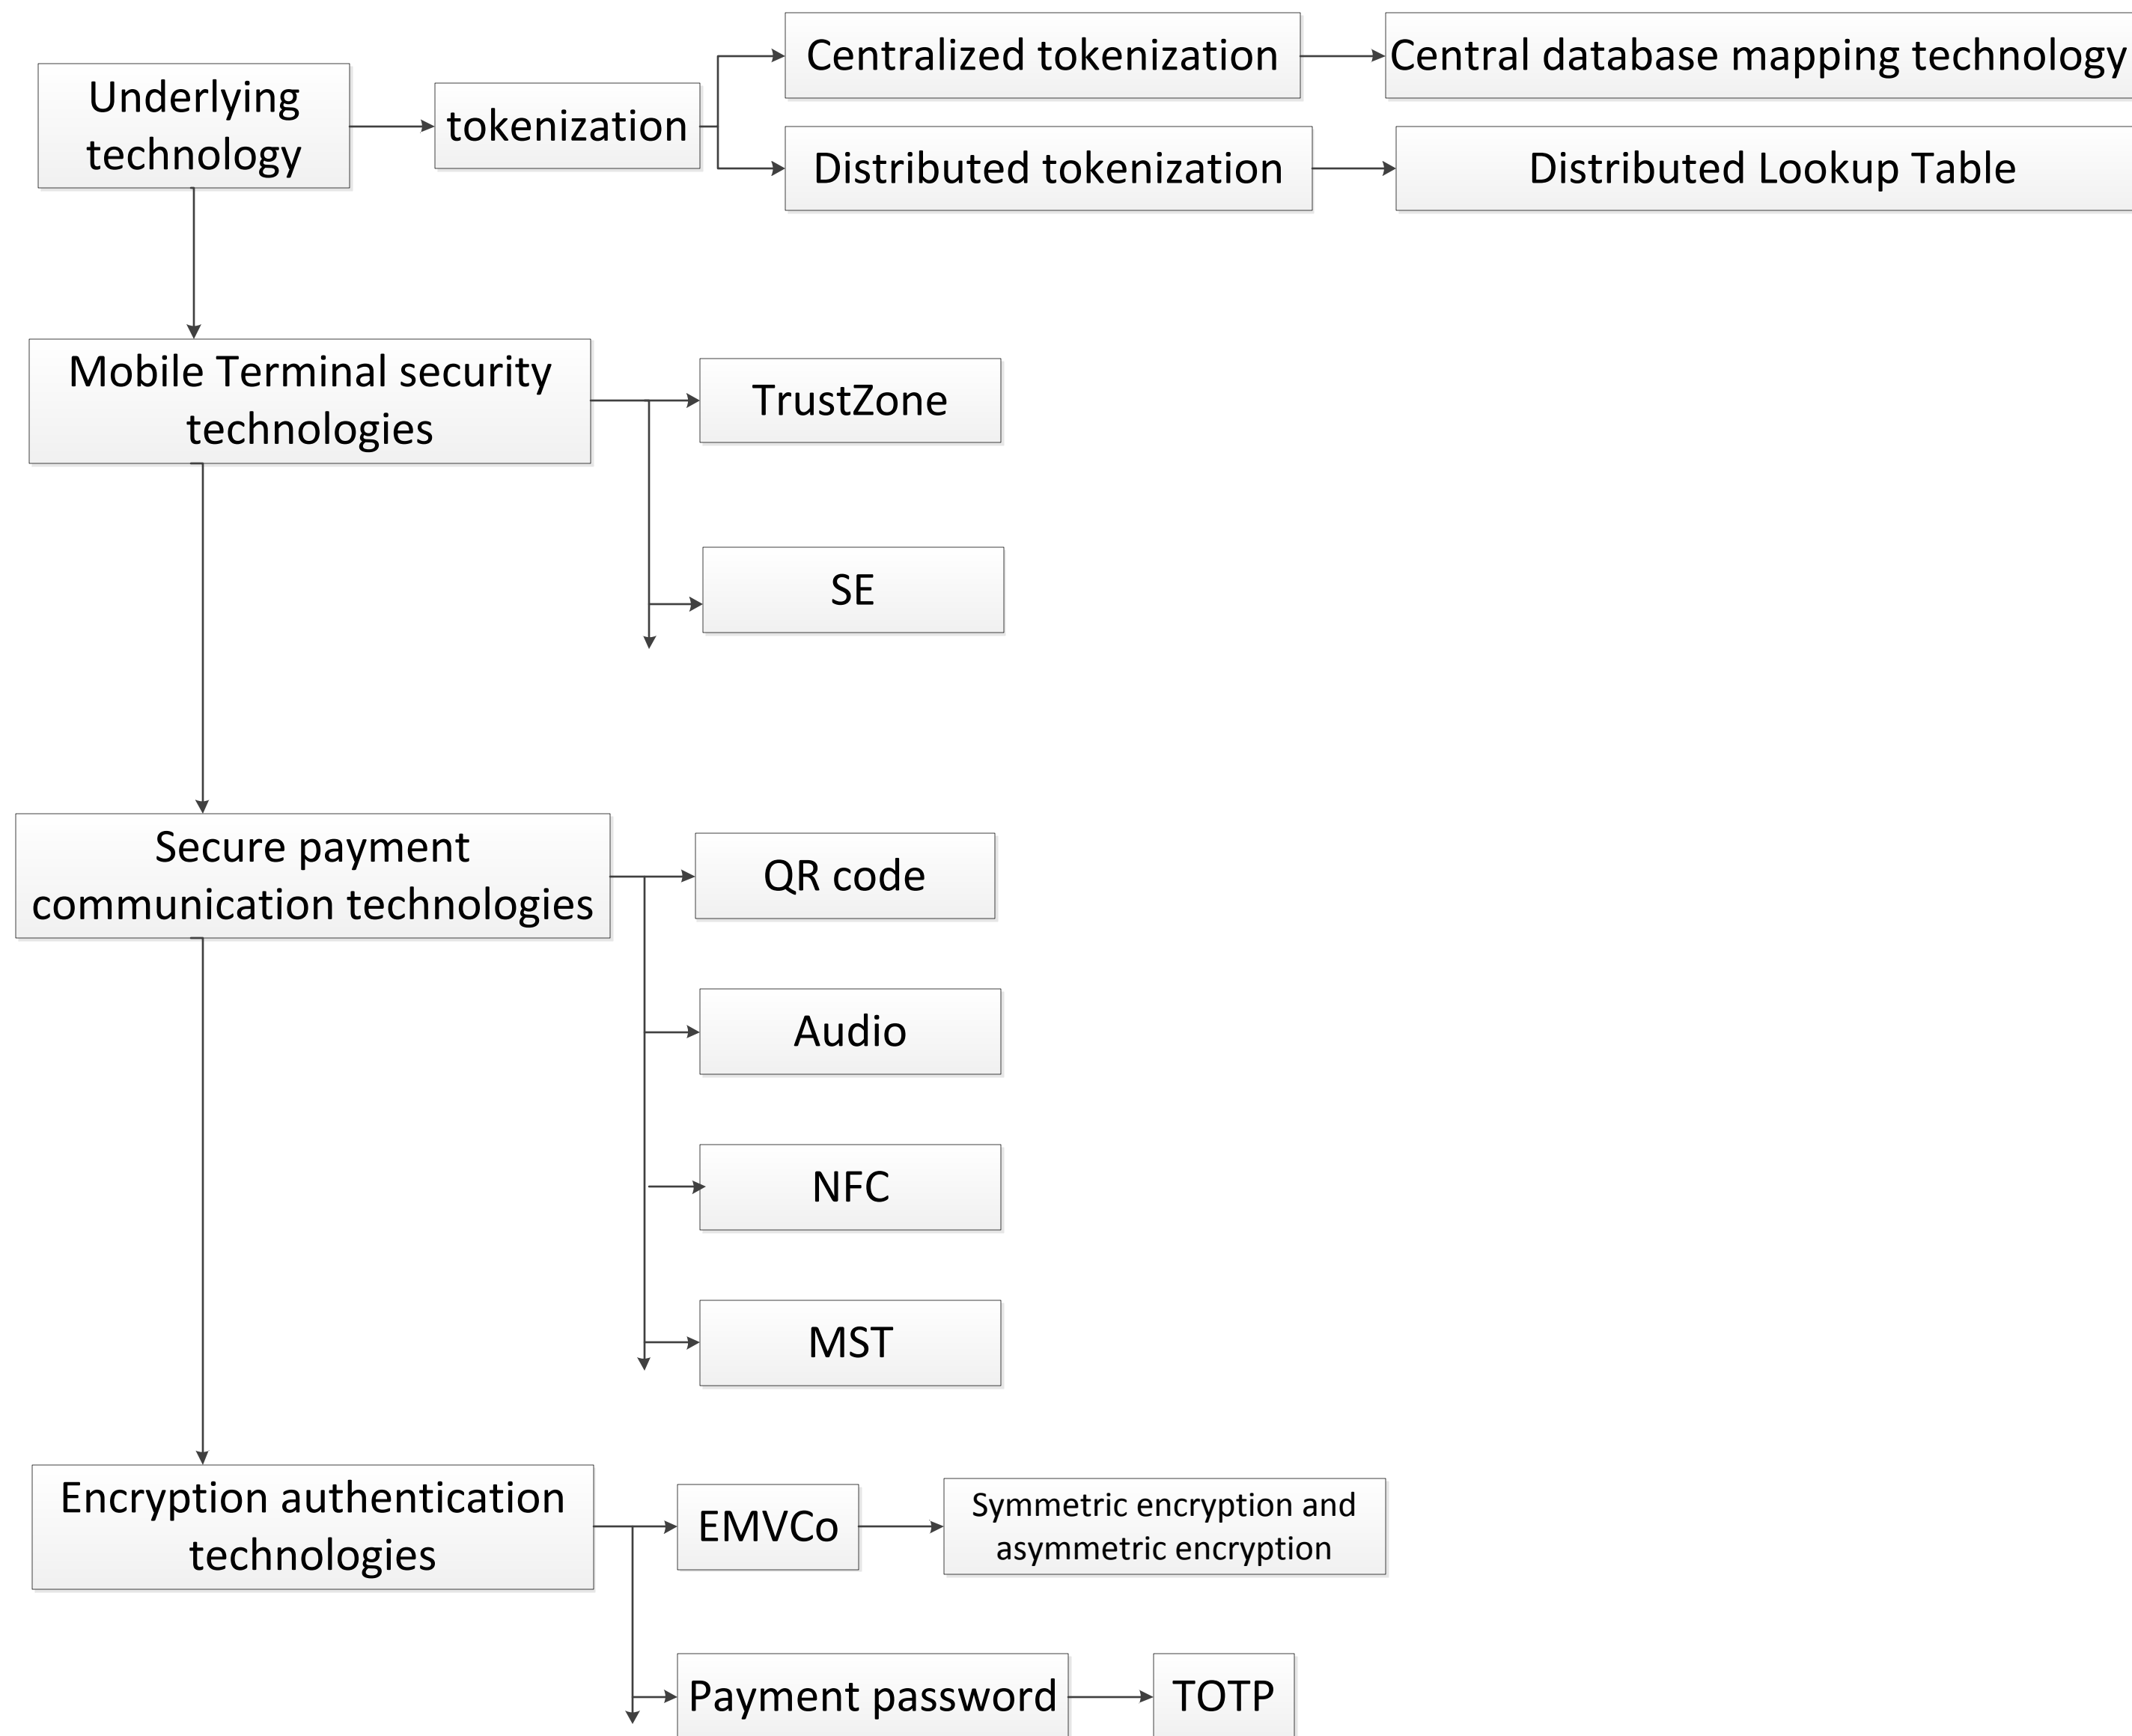 Underlying
technology
tokenization
Centralized tokenization
Central database mapping technology
Distributed tokenization
Distributed Lookup Table
Mobile Terminal security
technologies
TrustZone
SE
Secure payment
communication technologies
QR code
Audio
NFC
MST
Encryption authentication
technologies
EMVCo
Symmetric encryption and
asymmetric encryption
Payment password
TOTP